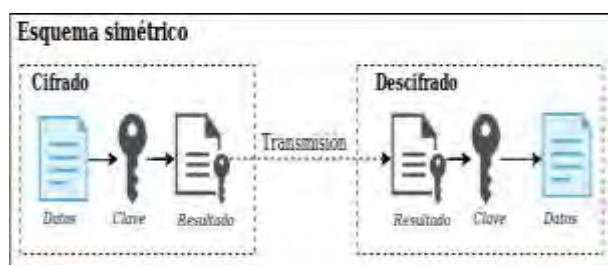 Esquema simétrico
Cifrado
Descifrado
Transmisión
Datos Clave Resultado
Resultado Clave Datos